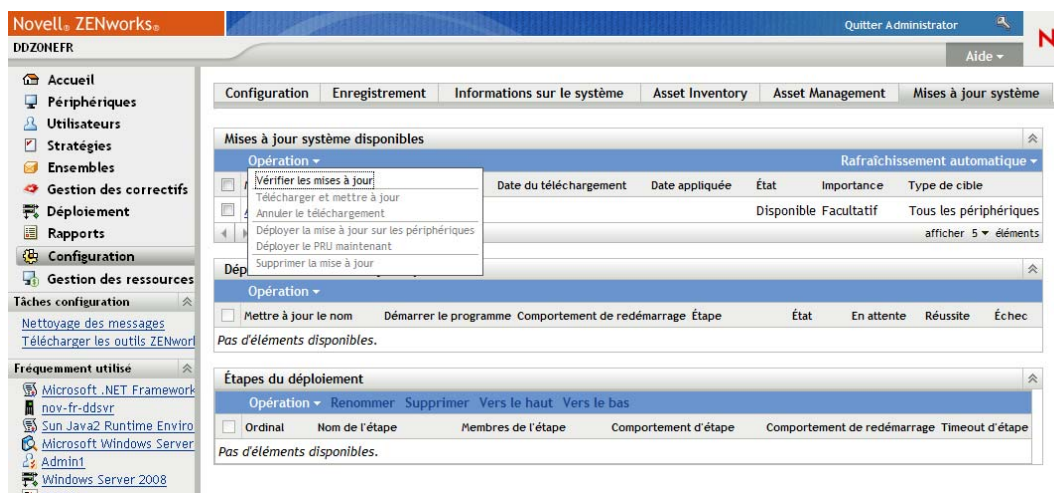 Novell® ZENworks®
Quitter Administrator
N
DDZONEFR
Aide
Accueil
Périphériques
Utilisateurs
Stratégies
Ensembles
Gestion des correctifs
Déploiement
Rapports
Configuration
Gestion des ressources
Tâches configuration
Nettoyage des messages
Télécharger les outils ZENworl
Fréquemment utilisé
Microsoft .NET Framework
nov-fr-ddsvr
Sun Java2 Runtime Enviro
Microsoft Windows Server
Admin1
Windows Server 2008
Configuration Enregistrement Informations sur le système Asset Inventory Asset Management Mises à jour système
Mises à jour système disponibles
Opération Rafraîchissement automatique
Date du téléchargement Date appliquée État Importance Type de cible
Disponible Facultatif Tous les périphériques
afficher 5 éléments
Vérifier les mises à jour
Télécharger et mettre à jour
Annuler le téléchargement
Déployer la mise à jour sur les périphériques
Déployer le PRU maintenant
Supprimer la mise à jour
Dép
Opération
Mettre à jour le nom Démarrer le programme Comportement de redémarrage Étape État En attente Réussite Échec
Pas d'éléments disponibles.
Étapes du déploiement
Opération Renommer Supprimer Vers le haut Vers le bas
Ordinal Nom de l'étape Membres de l'étape Comportement d'étape Comportement de redémarrage Timeout d'étape
Pas d'éléments disponibles.